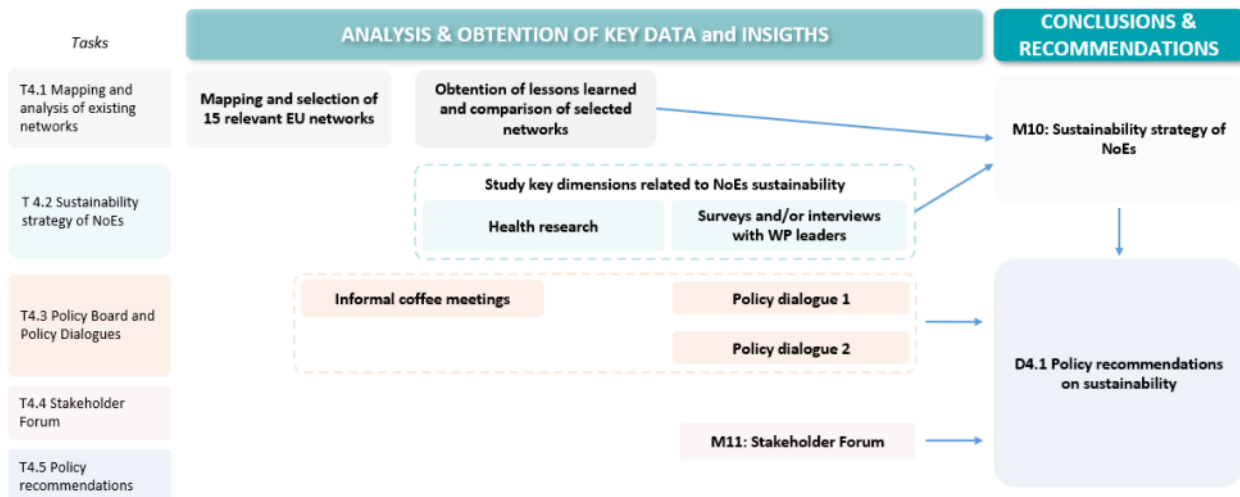 Tasks
ANALYSIS & OBTENTION OF KEY DATA and INSIGTHS
CONCLUSIONS &
RECOMMENDATIONS
T4.1 Mapping and
analysis of existing
networks
Mapping and selection of
15 relevant EU networks
Obtention of lessons learned
and comparison of selected
networks
M10: Sustainability strategy of
NoEs
T 4.2 Sustainability
strategy of NoEs
Study key dimensions related to NoEs sustainability
Health research
Surveys and/or interviews
with WP leaders
T4.3 Policy Board and
Policy Dialogues
Informal coffee meetings
Policy dialogue 1
Policy dialogue 2
D4.1 Policy recommendations
on sustainability
T4.4 Stakeholder
Forum
M11: Stakeholder Forum
T4.5 Policy
recommendations